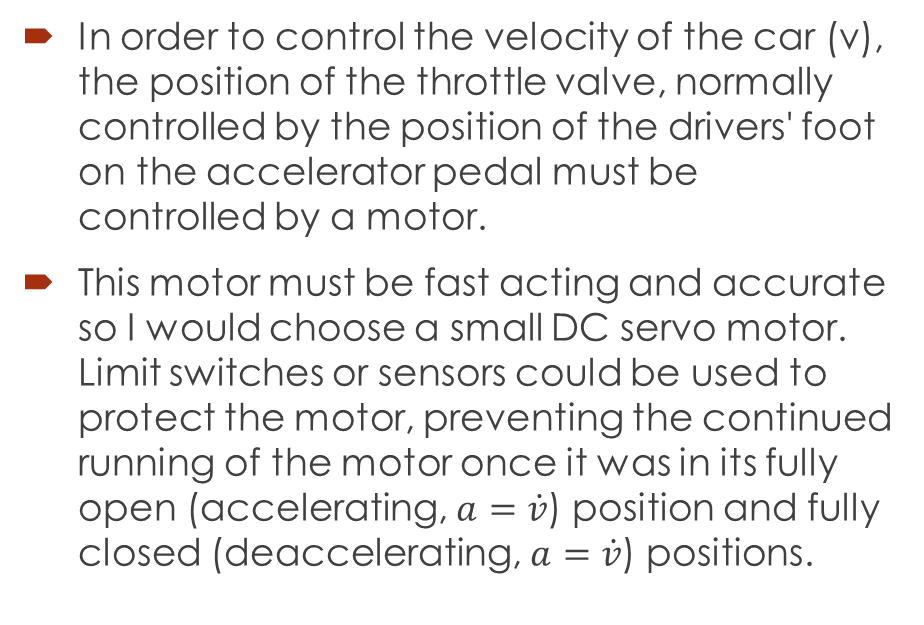 In order to control the velocity of the car (v),
the position of the throttle valve, normally
controlled by the position of the drivers' foot
on the accelerator pedal must be
controlled by a motor.
This motor must be fast acting and accurate
so I would choose a small DC servo motor.
Limit switches or sensors could be used to
protect the motor, preventing the continued
running of the motor once it was in its fully
open (accelerating, 𝑎 = 𝑣̇) position and fully
closed (deaccelerating, 𝑎 = 𝑣̇) positions.